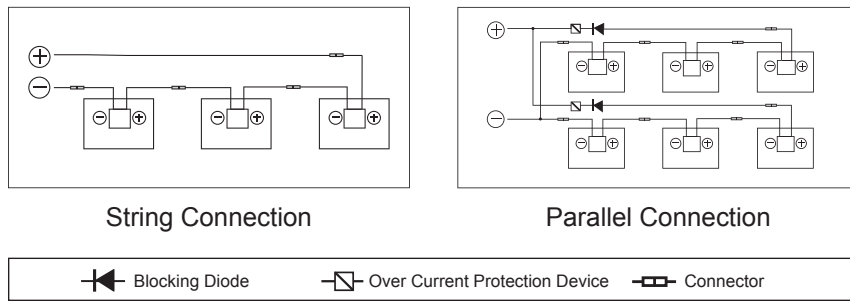 String Connection
Parallel Connection
Blocking Diode
Over Current Protection Device
Connector